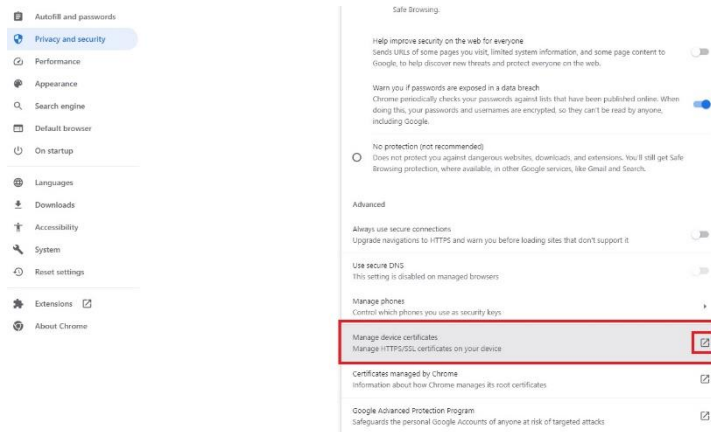 Autofill and passwords
Privacy and security
Performance
Appearance
Search engine
Default browser
On startup
Languages
Downloads
Accessibility
System
Reset settings
Extensions
About Chrome
Safe Browsing.
Help improve security on the web for everyone
Sends URLs of some pages you visit, limited system information, and some page content to
Google, to help discover new threats and protect everyone on the web.
Warn you if passwords are exposed in a data breach
Chrome periodically checks your passwords against lists that have been published online. When
doing this, your passwords and usernames are encrypted, so they can't be read by anyone,
including Google.
No protection (not recommended)
Does not protect you against dangerous websites, downloads, and extensions. You'll still get Safe
Browsing protection, where available, in other Google services, like Gmail and Search.
Advanced
Always use secure connections
Upgrade navigations to HTTPS and warn you before loading sites that don't support it
Use secure DNS
This setting is disabled on managed browsers
Manage phones
Control which phones you use as security keys
Manage device certificates
Manage HTTPS/SSL certificates on your device
Certificates managed by Chrome
Information about how Chrome manages its root certificates
Google Advanced Protection Program
Safeguards the personal Google Accounts of anyone at risk of targeted attacks